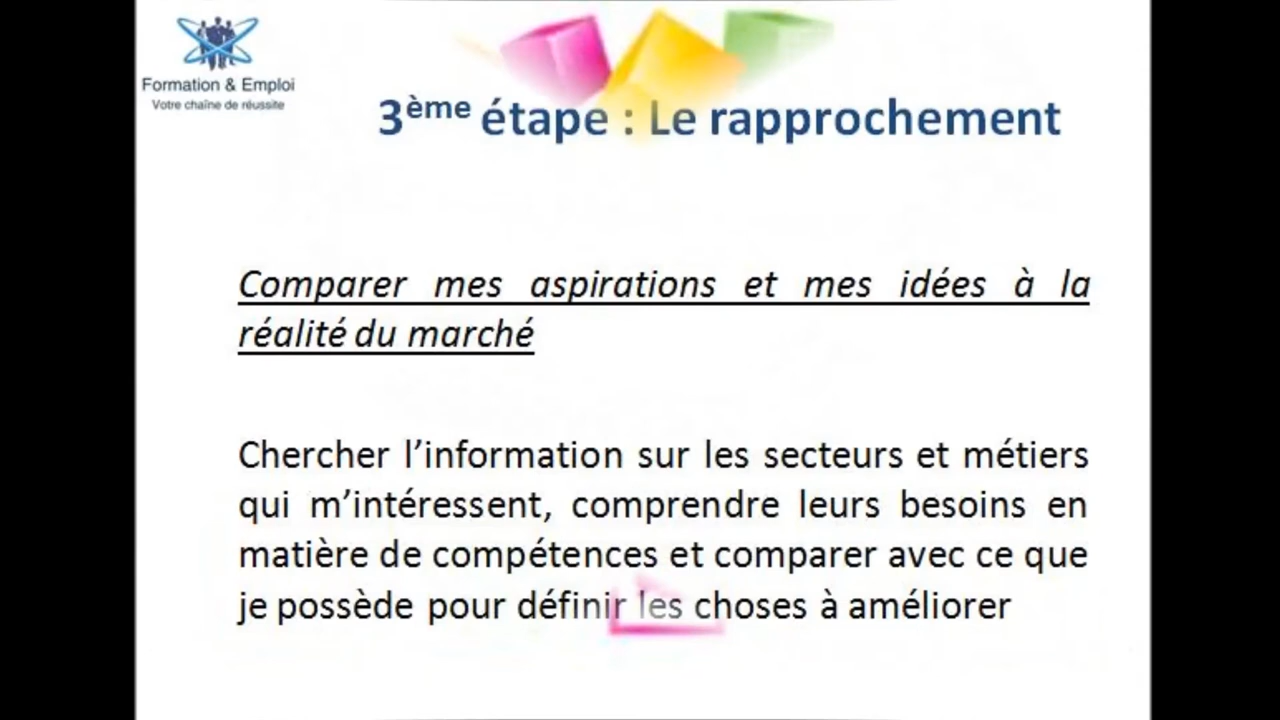 Formation & Emploi
Votre chaîne de réussite
3ème étape : Le rapprochement
Comparer mes aspirations et mes idées à la
réalité du marché
Chercher l’information sur les secteurs et métiers
qui m’intéressent, comprendre leurs besoins en
matière de compétences et comparer avec ce que
je possède pour définir les choses à améliorer